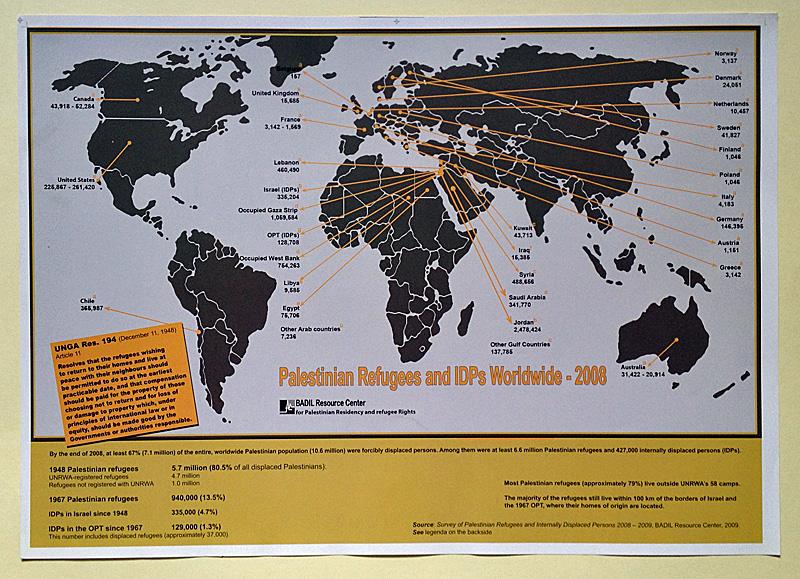 Norway
3,137
Belgium
157
Denmark
24,051
Canada
43,918 - 52,284
United Kingdom
15,685
Netherlands
10,457
France
3,142 - 1,569
Sweden
41,827
Finland
1,046
Poland
1,046
Italy
4,183
Germany
146,395
Austria
1,151
Greece
3,142
United States
225,867 - 261,420
Lebanon
460,490
Israel (IDPs)
335,204
Occupied Gaza Strip
1,059,584
OPT (IDPs)
128,708
Occupied West Bank
754,263
Libya
9,585
Egypt
75,706
Other Arab countries
7,236
Kuwait
43,713
Iraq
15,385
Syria
488,656
Saudi Arabia
341,770
Jordan
2,478,424
Other Gulf Countries
137,785
Chile
365,987
Australia
31,422 - 20,914
UNGA Res. 194 (December 11, 1948)
Article 11
Resolves that the refugees wishing
to return to their homes and live at
peace with their neighbours should
be permitted to do so at the earliest
practicable date, and that compensation
should be paid for the property of those
choosing not to return and for loss of
or damage to property which, under
principles of international law or in
equity, should be made good by the
Governments or authorities responsible.
Palestinian Refugees and IDPs Worldwide - 2008
BADIL Resource Center
for Palestinian Residency and refugee Rights
By the end of 2008, at least 67% (7.1 million) of the entire, worldwide Palestinian population (10.6 million) were forcibly displaced persons. Among them were at least 6.6 million Palestinian refugees and 427,000 internally displaced persons (IDPs).
1948 Palestinian refugees 5.7 million (80.5% of all displaced Palestinians):
UNRWA-registered refugees 4.7 million
Refugees not registered with UNRWA 1.0 million
1967 Palestinian refugees 940,000 (13.5%)
IDPs in Israel since 1948 335,000 (4.7%)
IDPs in the OPT since 1967 129,000 (1.3%)
This number includes displaced refugees (approximately 37,000)
Most Palestinian refugees (approximately 79%) live outside UNRWA's 58 camps.
The majority of the refugees still live within 100 km of the borders of Israel and
the 1967 OPT, where their homes of origin are located.
Source: Survey of Palestinian Refugees and Internally Displaced Persons 2008 – 2009, BADIL Resource Center, 2009.
See legenda on the backside